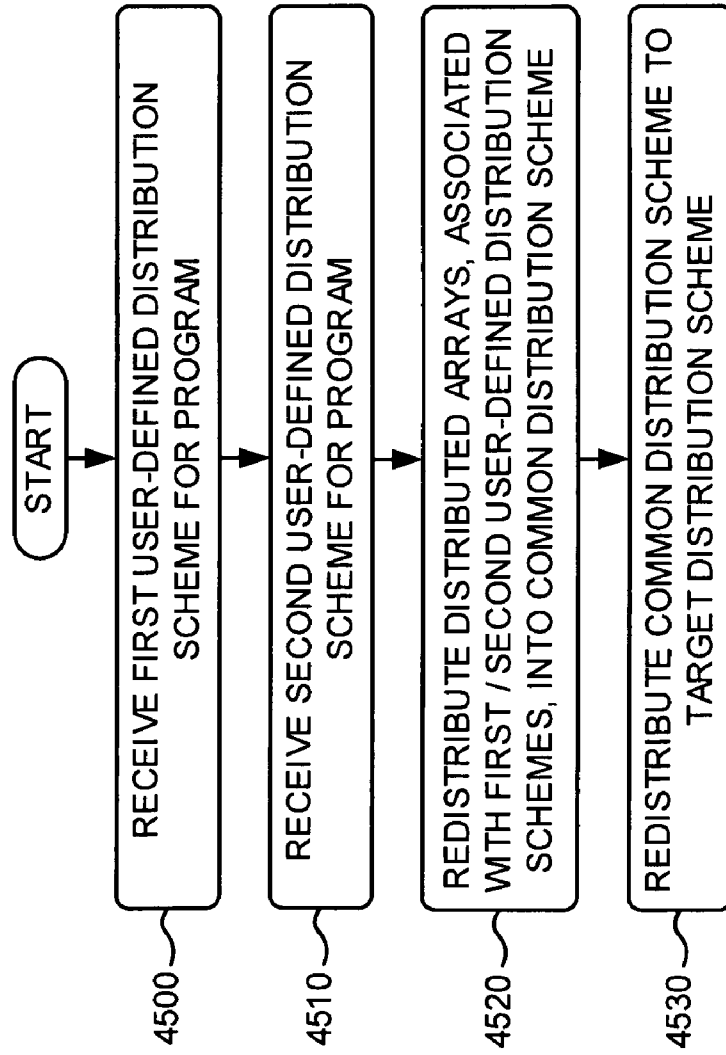 START
4500
RECEIVE FIRST USER-DEFINED DISTRIBUTION
SCHEME FOR PROGRAM
4510
RECEIVE SECOND USER-DEFINED DISTRIBUTION
SCHEME FOR PROGRAM
4520
REDISTRIBUTE DISTRIBUTED ARRAYS, ASSOCIATED
WITH FIRST / SECOND USER-DEFINED DISTRIBUTION
SCHEMES, INTO COMMON DISTRIBUTION SCHEME
4530
REDISTRIBUTE COMMON DISTRIBUTION SCHEME TO
TARGET DISTRIBUTION SCHEME